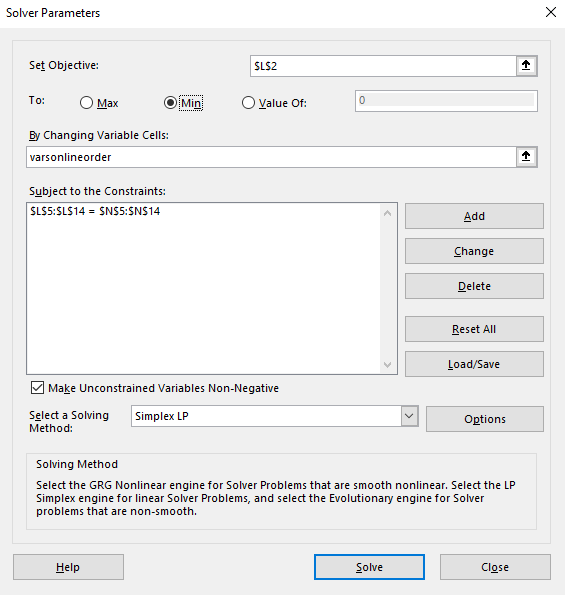 Solver Parameters
Set Objective:
$L$2
To:
Max
Min
Value Of:
0
By Changing Variable Cells:
varsonlineorder
Subject to the Constraints:
$L$5:$L$14 = $N$5:$N$14
Add
Change
Delete
Reset All
Load/Save
Make Unconstrained Variables Non-Negative
Select a Solving
Method:
Simplex LP
Options
Solving Method
Select the GRG Nonlinear engine for Solver Problems that are smooth nonlinear. Select the LP
Simplex engine for linear Solver Problems, and select the Evolutionary engine for Solver
problems that are non-smooth.
Help
Solve
Close